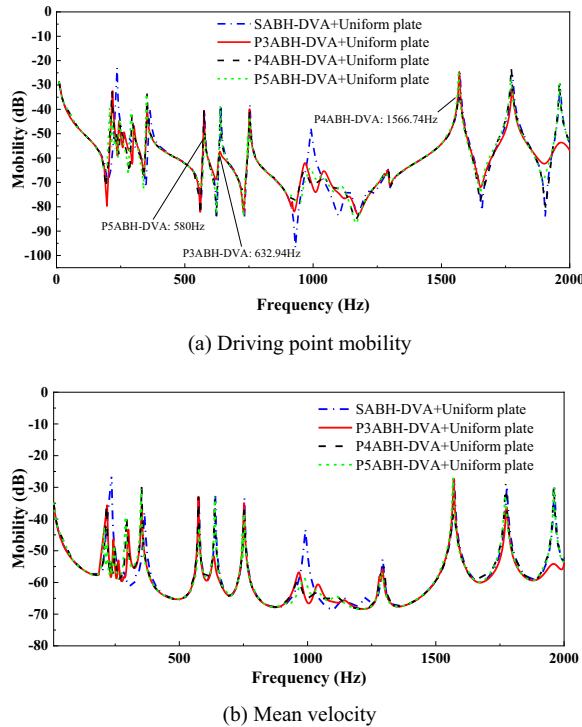 SABH-DVA+Uniform plate
P3ABH-DVA+Uniform plate
P4ABH-DVA+Uniform plate
P5ABH-DVA+Uniform plate
P4ABH-DVA: 1566.74Hz
P5ABH-DVA: 580Hz
P3ABH-DVA: 632.94Hz
Mobility (dB)
0
-10
-20
-30
-40
-50
-60
-70
-80
-90
-100
0 500 1000 1500 2000
Frequency (Hz)
(a) Driving point mobility
SABH-DVA+Uniform plate
P3ABH-DVA+Uniform plate
P4ABH-DVA+Uniform plate
P5ABH-DVA+Uniform plate
Mobility (dB)
0
-10
-20
-30
-40
-50
-60
-70
-80
500 1000 1500 2000
Frequency (Hz)
(b) Mean velocity